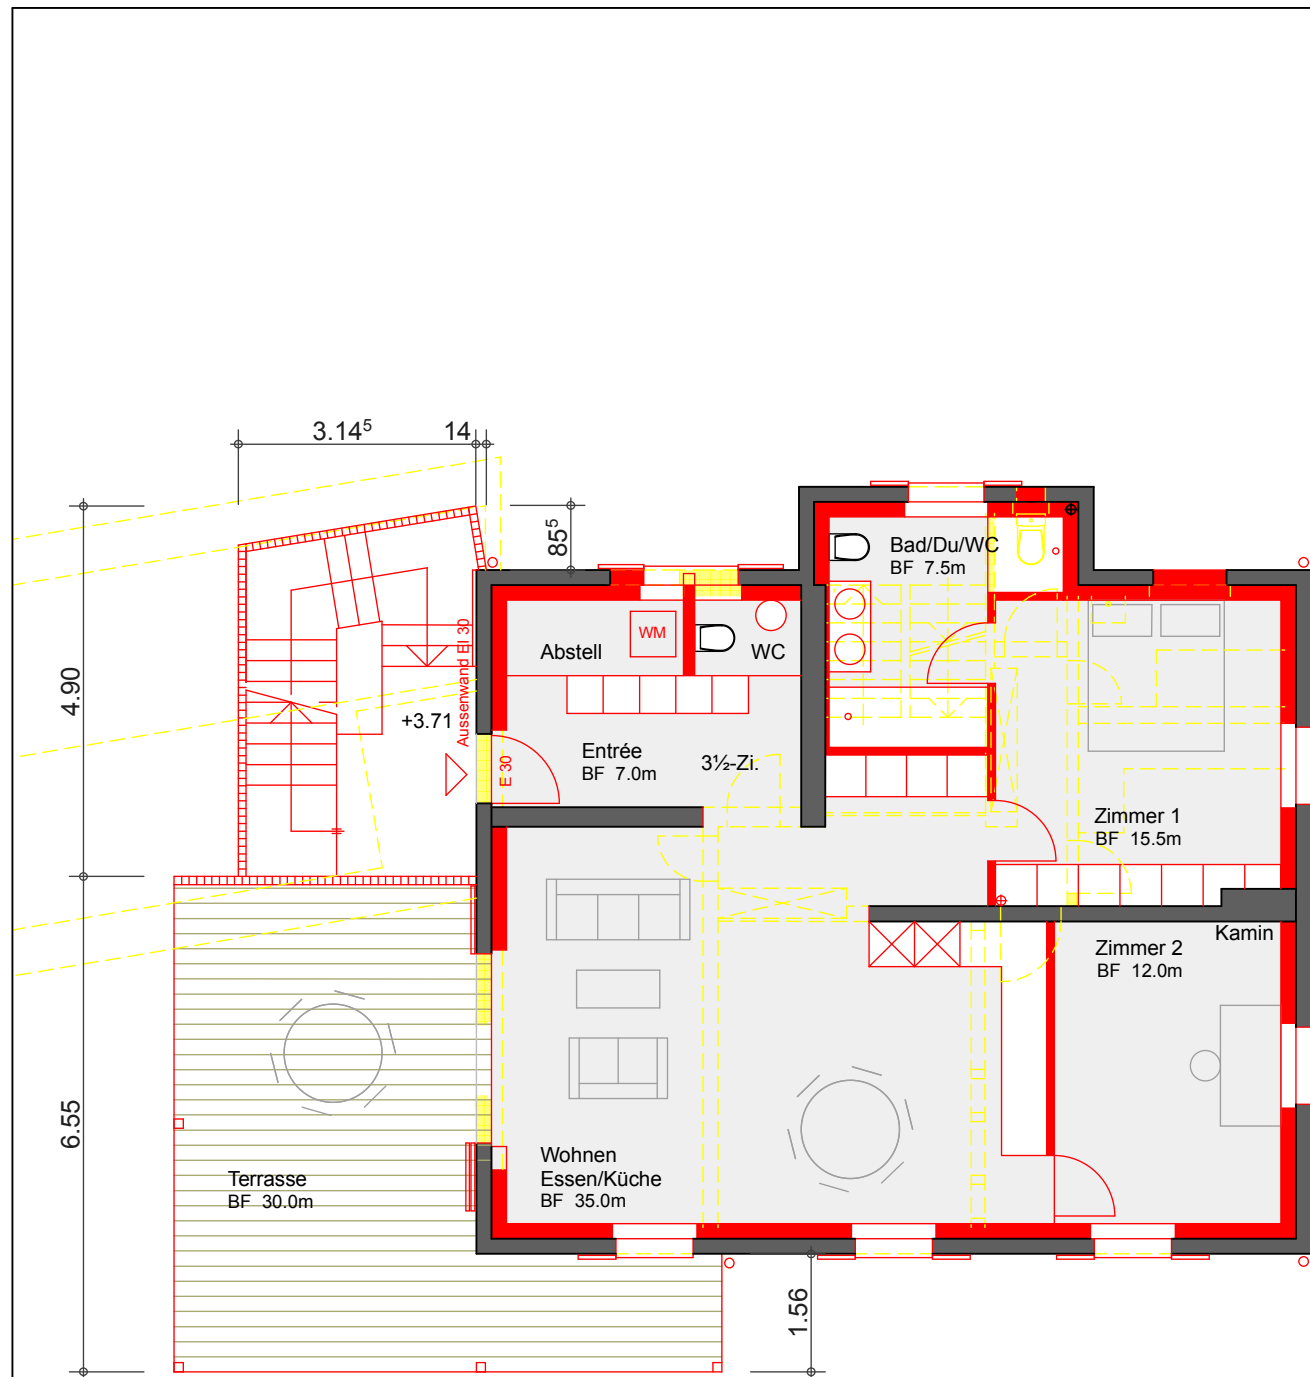 3.14⁵
14
85⁵
4.90
6.55
1.56
Aussenwand EI 30
E 30
+3.71
Abstell
WM
WC
Bad/Du/WC
BF 7.5m
Entrée
BF 7.0m
3½-Zi.
Zimmer 1
BF 15.5m
Zimmer 2
BF 12.0m
Kamin
Wohnen
Essen/Küche
BF 35.0m
Terrasse
BF 30.0m